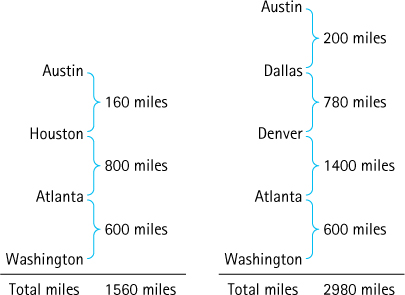 Austin
160 miles
Houston
800 miles
Atlanta
600 miles
Washington
Total miles 1560 miles
Austin
200 miles
Dallas
780 miles
Denver
1400 miles
Atlanta
600 miles
Washington
Total miles 2980 miles